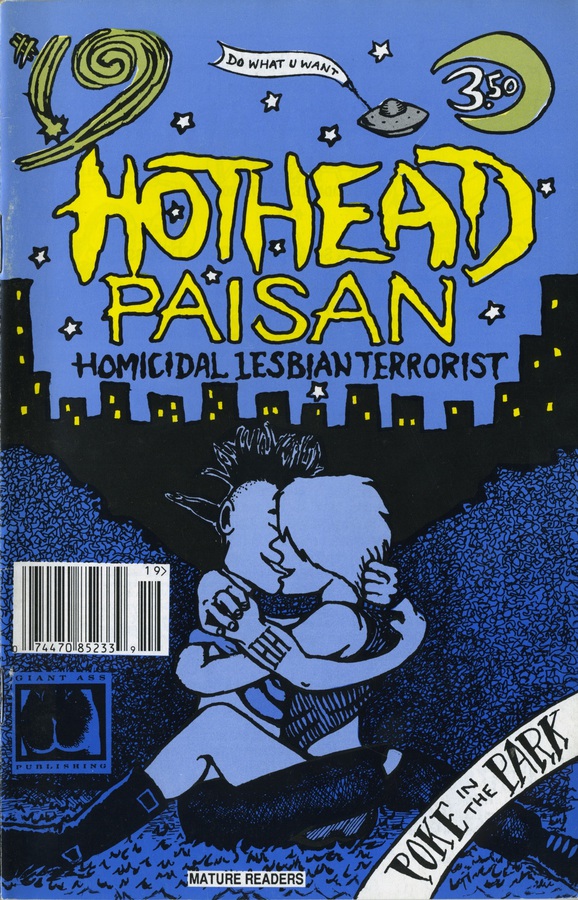 #19
DO WHAT U WANT
3.50
HOTHEAD
PAISAN
HOMICIDAL LESBIAN TERRORIST
19>
0 74470 85233 9
GIANT ASS
PUBLISHING
POKE IN THE PARK
MATURE READERS